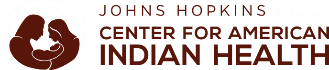 JOHNS HOPKINS
CENTER FOR AMERICAN
INDIAN HEALTH